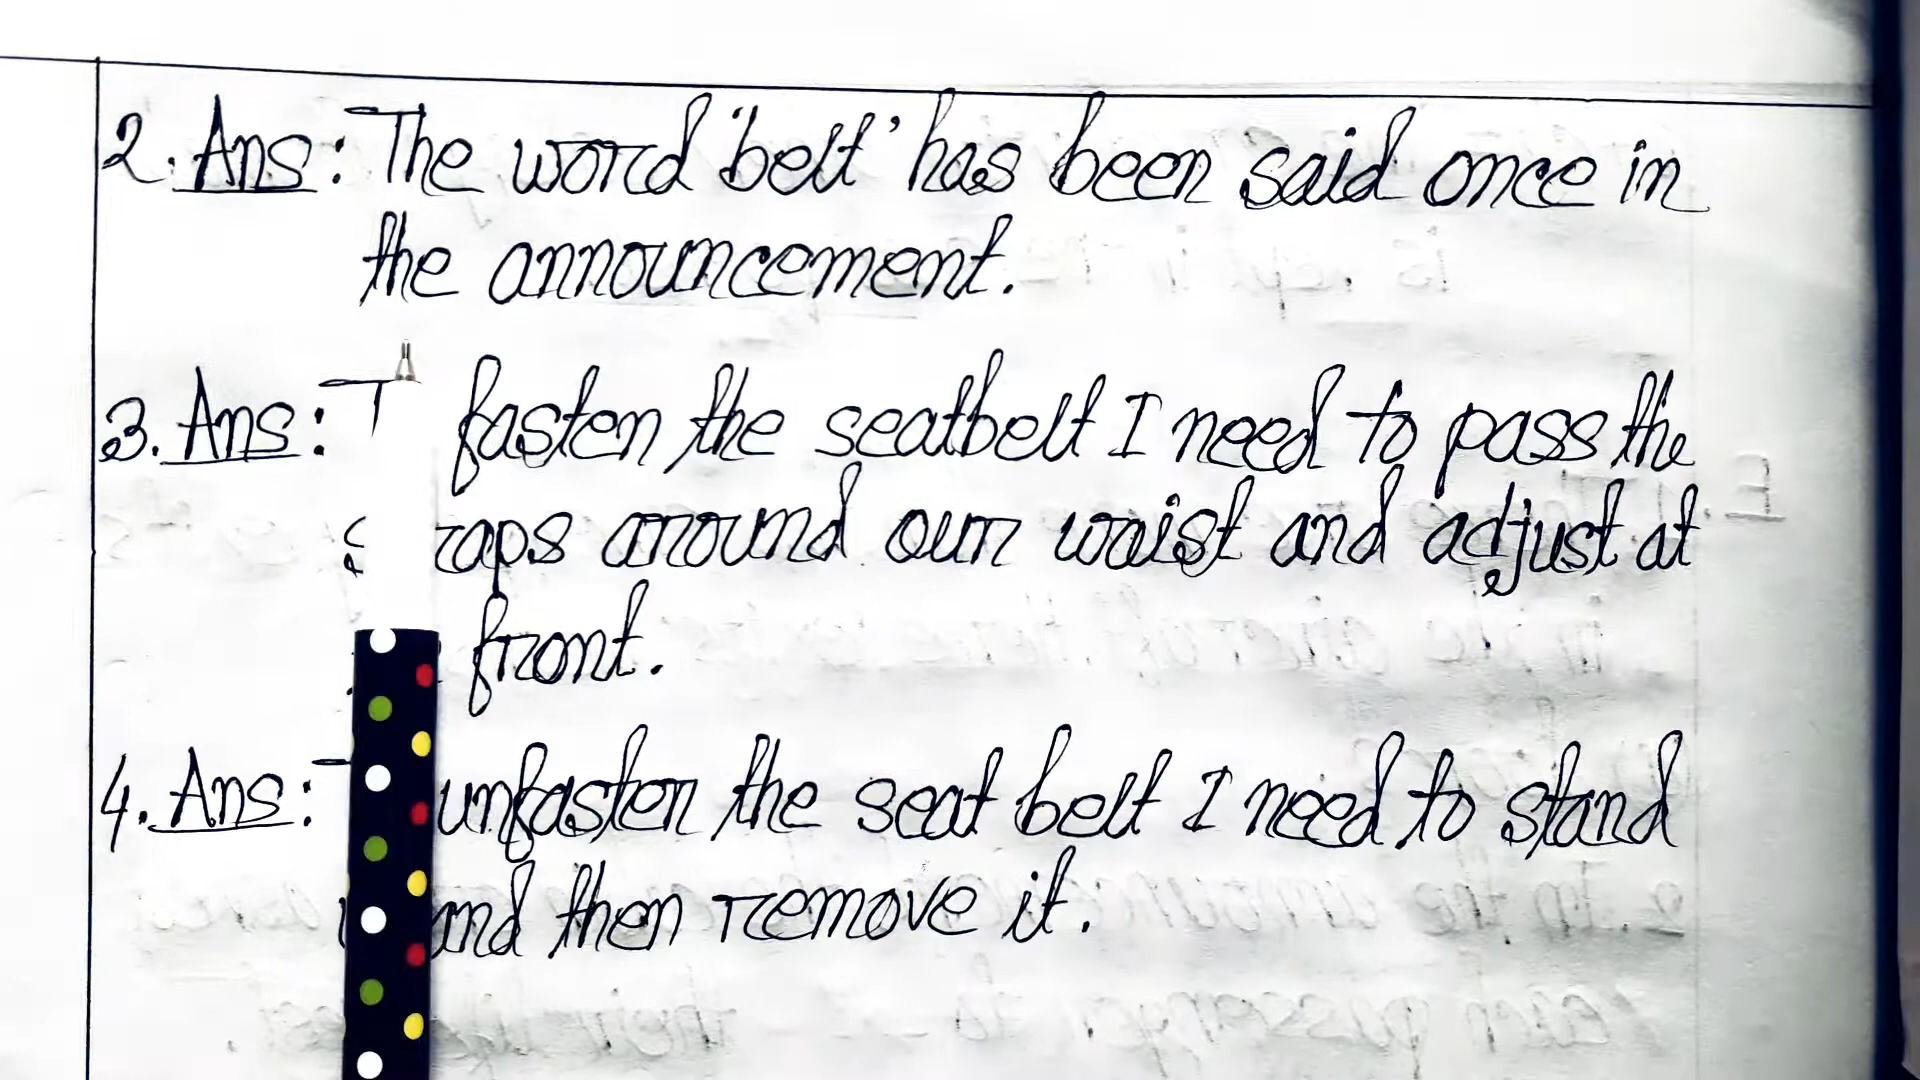 2. Ans: The word 'belt' has been said once in
the announcement.
3. Ans: fasten the seatbelt I need to pass the
around our waist and adjust at
front.
4. Ans: unfasten the seat belt I need to stand
and then remove it.